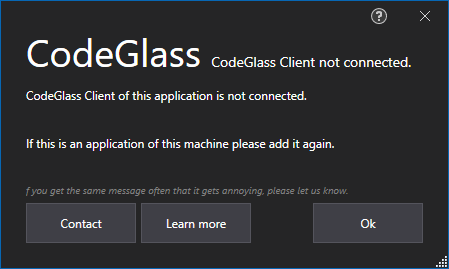 CodeGlass CodeGlass Client not connected.
CodeGlass Client of this application is not connected.
If this is an application of this machine please add it again.
f you get the same message often that it gets annoying, please let us know.
Contact Learn more Ok